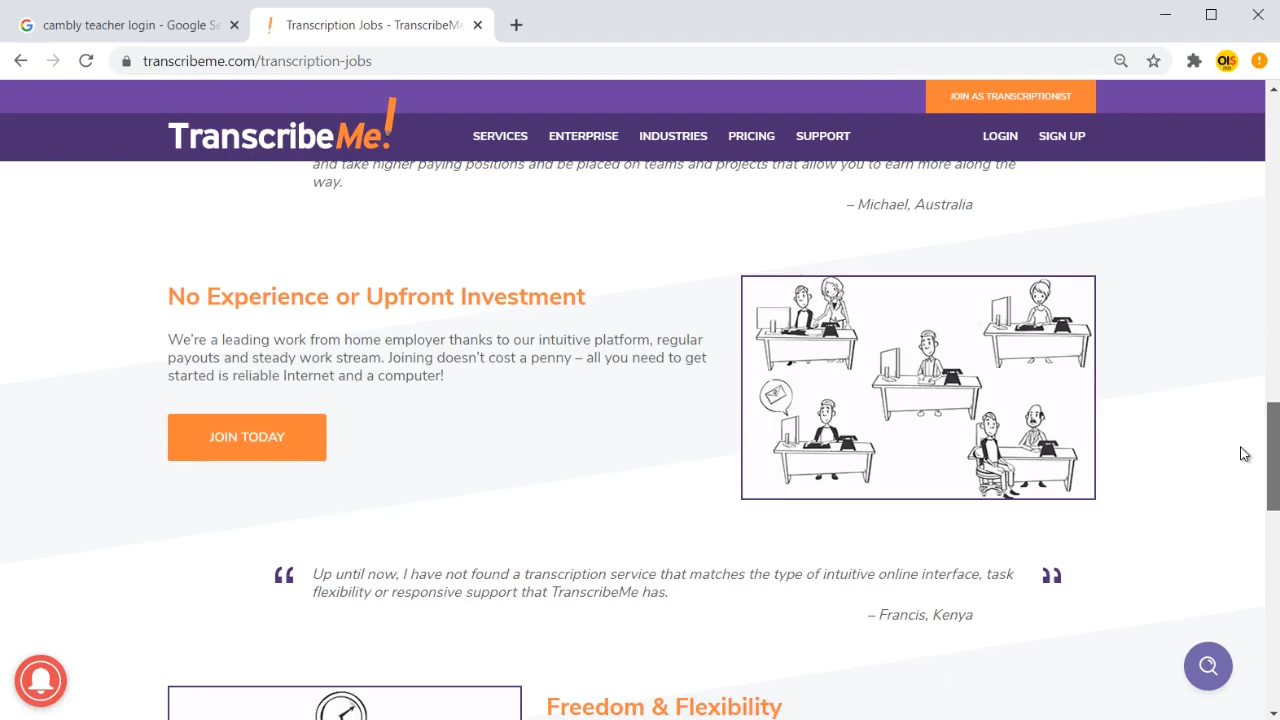 cambly teacher login - Google Se
Transcription Jobs - TranscribeMe
transcribeme.com/transcription-jobs
OIS
JOIN AS TRANSCRIPTIONIST
TranscribeMe!
SERVICES ENTERPRISE INDUSTRIES PRICING SUPPORT LOGIN SIGN UP
and take higher paying positions and be placed on teams and projects that allow you to earn more along the
way.
– Michael, Australia
No Experience or Upfront Investment
We’re a leading work from home employer thanks to our intuitive platform, regular
payouts and steady work stream. Joining doesn’t cost a penny – all you need to get
started is reliable Internet and a computer!
JOIN TODAY
“ Up until now, I have not found a transcription service that matches the type of intuitive online interface, task ”
flexibility or responsive support that TranscribeMe has.
– Francis, Kenya
Freedom & Flexibility